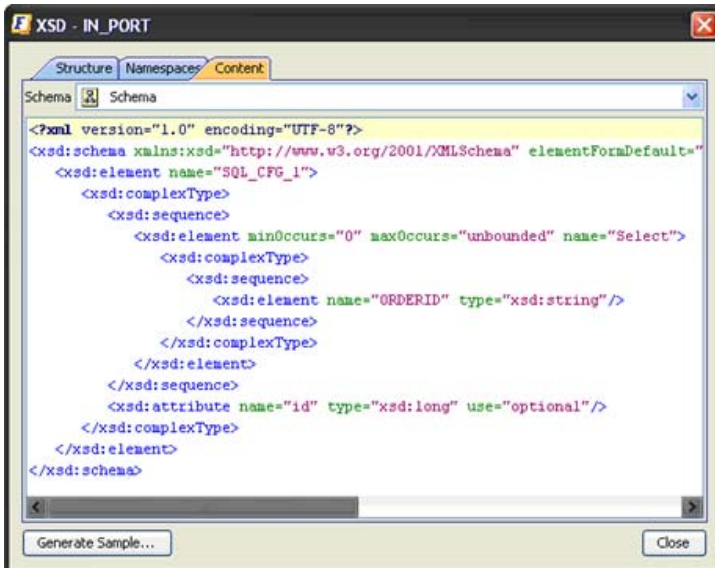 XSD - IN_PORT
Structure Namespaces Content
Schema Schema
<?xml version="1.0" encoding="UTF-8"?>
<xsd:schema xmlns:xsd="http://www.w3.org/2001/XMLSchema" elementFormDefault="
<xsd:element name="SQL_CFG_1">
<xsd:complexType>
<xsd:sequence>
<xsd:element minOccurs="0" maxOccurs="unbounded" name="Select">
<xsd:complexType>
<xsd:sequence>
<xsd:element name="ORDERID" type="xsd:string"/>
</xsd:sequence>
</xsd:complexType>
</xsd:element>
</xsd:sequence>
<xsd:attribute name="id" type="xsd:long" use="optional"/>
</xsd:complexType>
</xsd:element>
</xsd:schema>
Generate Sample... Close